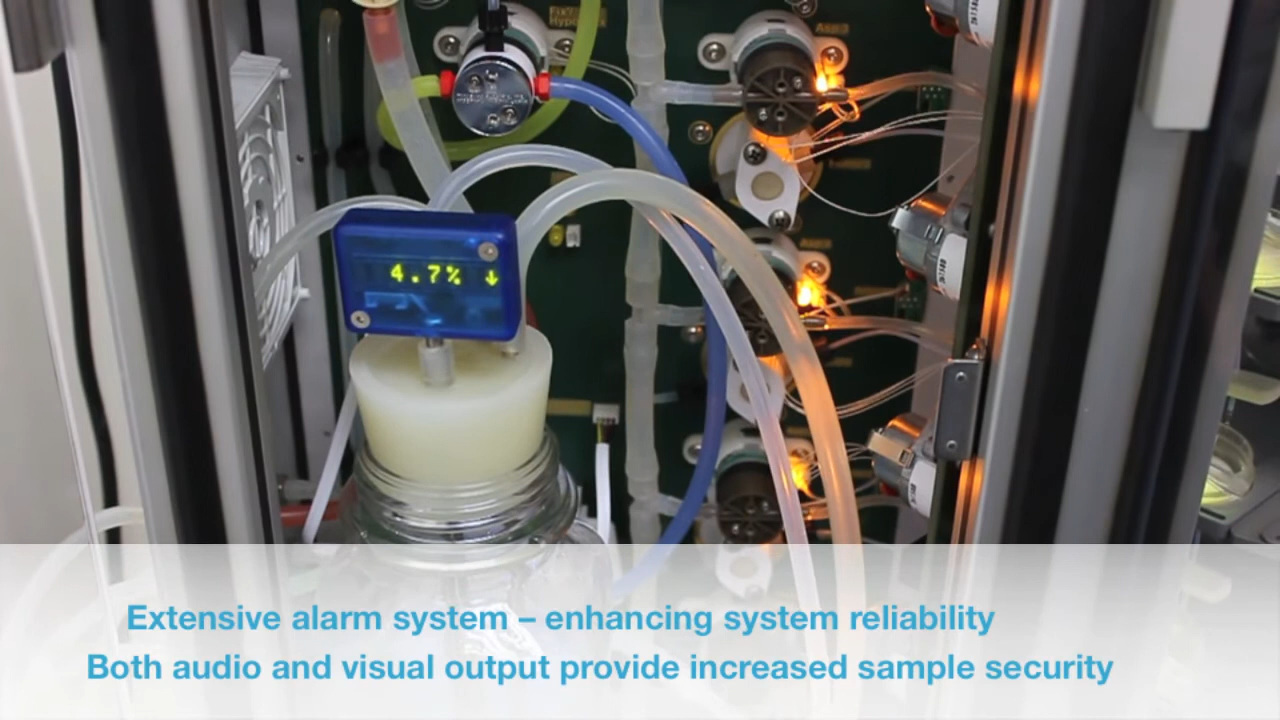 4.7% ↓
Extensive alarm system – enhancing system reliability
Both audio and visual output provide increased sample security